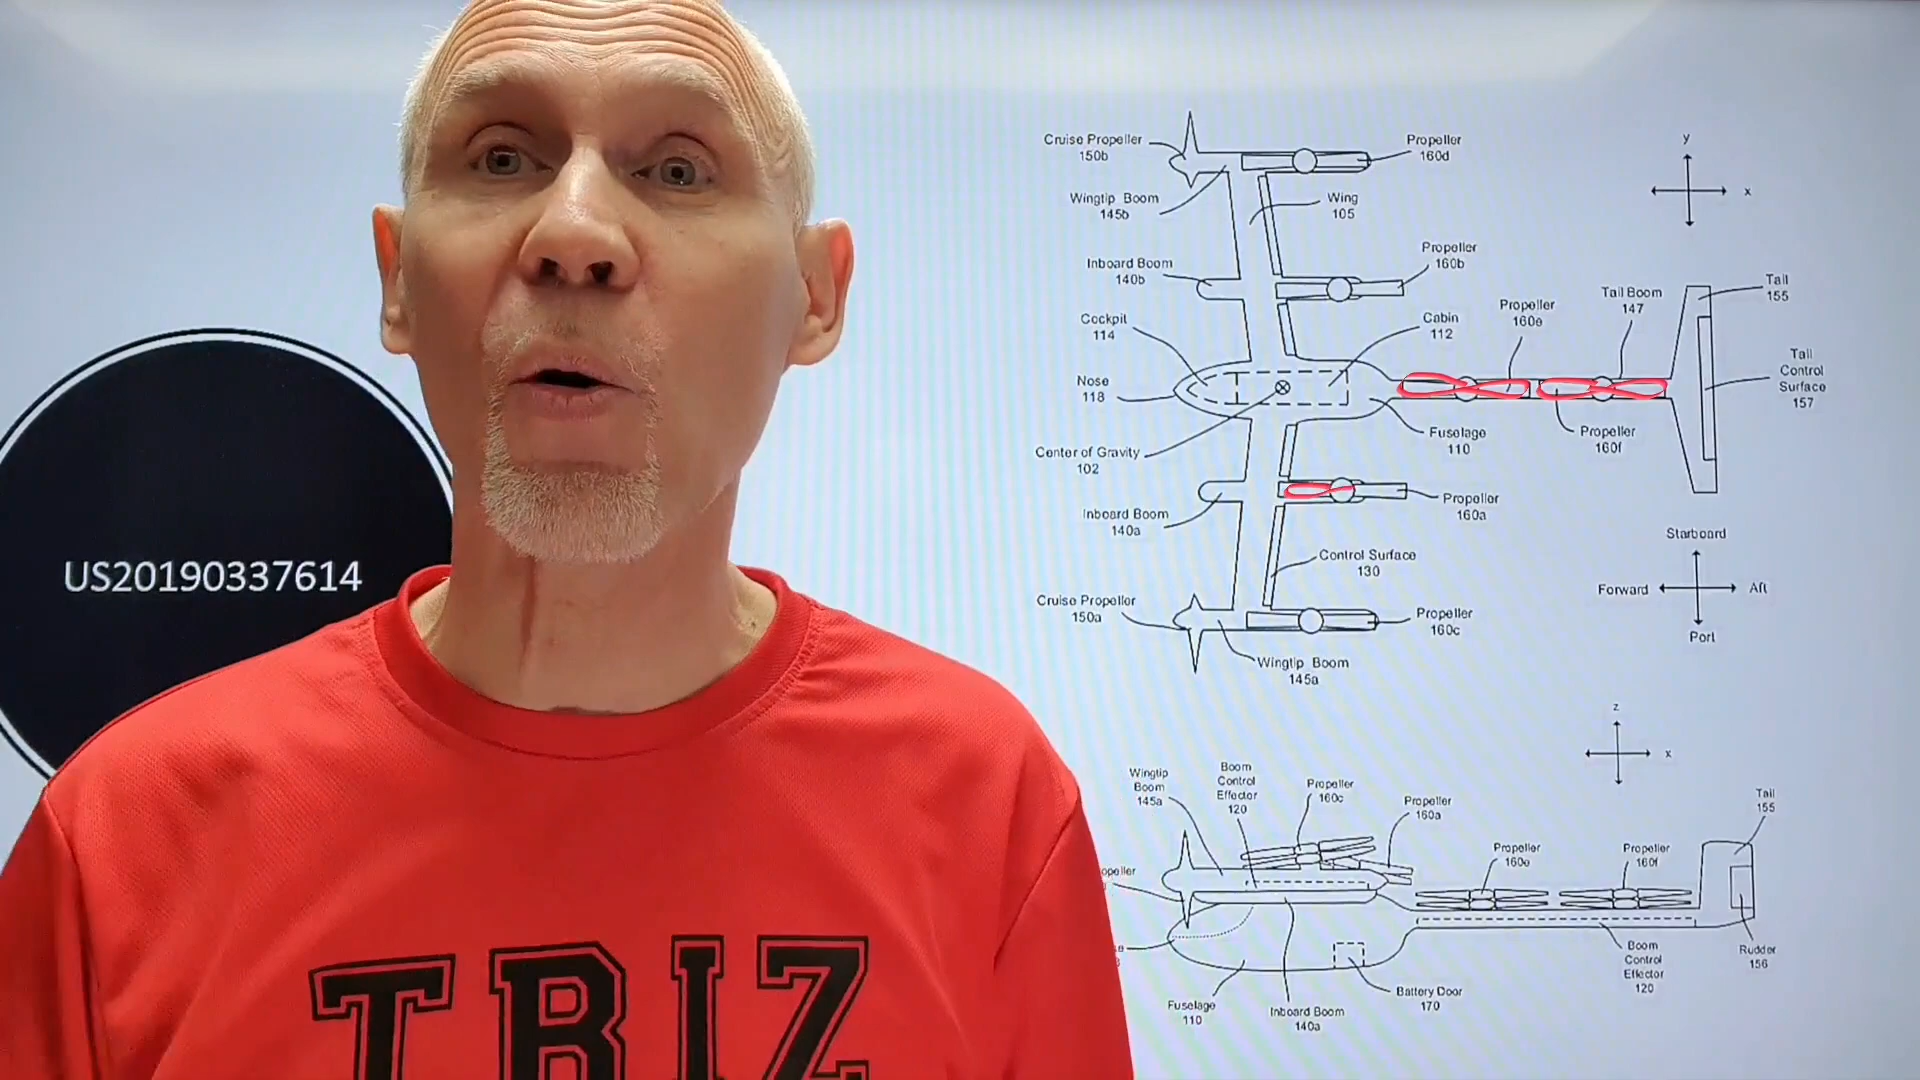 US20190337614
TRIZ
Cruise Propeller
150b
Propeller
160d
Wingtip Boom
145b
Wing
105
Inboard Boom
140b
Propeller
160b
Cockpit
114
Cabin
112
Propeller
160e
Tail Boom
147
Tail
155
Nose
118
Tail
Control
Surface
157
Center of Gravity
102
Fuselage
110
Propeller
160f
Inboard Boom
140a
Propeller
160a
Control Surface
130
Cruise Propeller
150a
Propeller
160c
Wingtip Boom
145a
y
x
Starboard
Forward
Aft
Port
z
x
Wingtip
Boom
145a
Boom
Control
Effector
120
Propeller
160c
Propeller
160a
Propeller
160e
Propeller
160f
Tail
155
opeller
Fuselage
110
Inboard Boom
140a
Battery Door
170
Boom
Control
Effector
120
Rudder
156